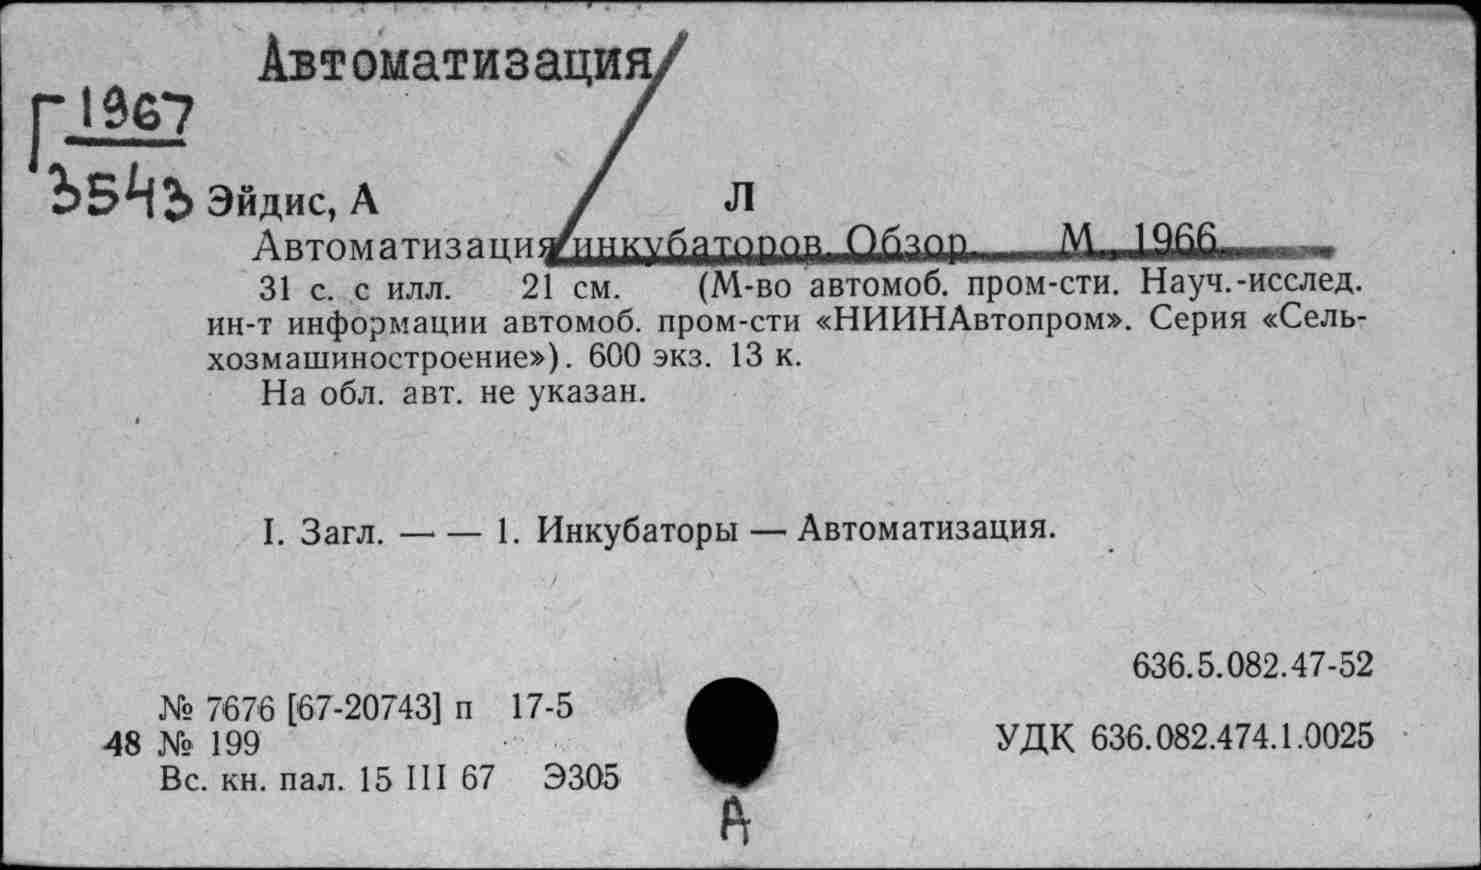 Автоматизация/
Г 1967
3543
Эйдис, А Л
Автоматизация инкубаторов. Обзор. М., 1966.
31 с. с илл. 21 см. (М-во автомоб. пром-сти. Науч.-исслед.
ин-т информации автомоб. пром-сти «НИИНАвтопром». Серия «Сель-
хозмашиностроение»). 600 экз. 13 к.
На обл. авт. не указан.
I. Загл. — — 1. Инкубаторы — Автоматизация.
636.5.082.47-52
№ 7676 [67-20743] п 17-5
48 № 199
УДК 636.082.474.1.0025
Вс. кн. пал. 15 III 67 Э305
А